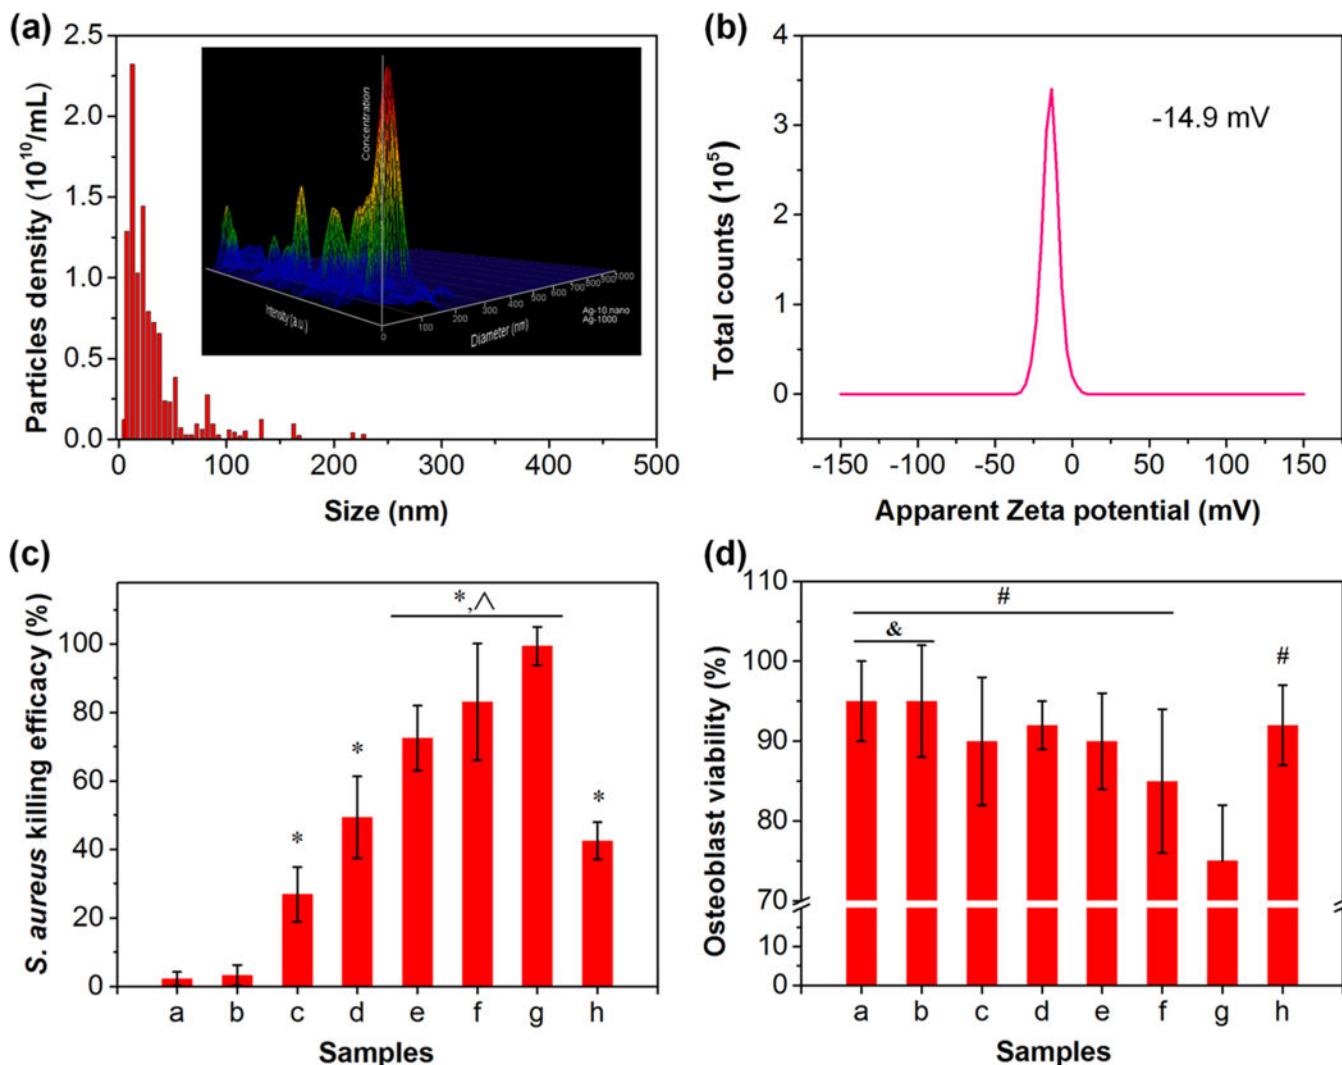 (a)
2.5
2.0
1.5
1.0
0.5
0.0
Particles density (10^10/mL)
Concentration
Intensity (a.u.)
Diameter (nm)
0
100
200
300
400
500
600
700
800
900
1000
Ag-10.nano
Ag-1000
0 100 200 300 400 500
Size (nm)
(b)
4
3
2
1
0
Total counts (10^5)
-14.9 mV
-150 -100 -50 0 50 100 150
Apparent Zeta potential (mV)
(c)
100
80
60
40
20
0
S. aureus killing efficacy (%)
*,^
* * *
a b c d e f g h
Samples
(d)
110
100
90
80
70
10
0
Osteoblast viability (%)
#
&
#
a b c d e f g h
Samples